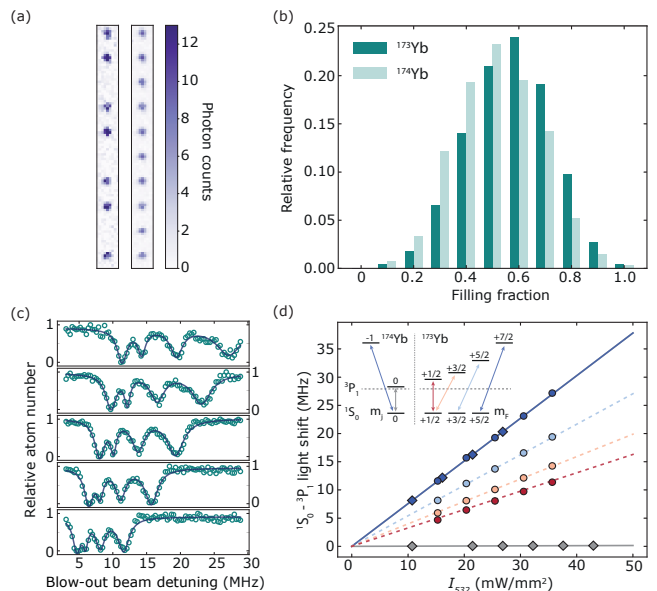 (a)
12
10
8
6
4
2
0
Photon counts
(b)
¹⁷³Yb
¹⁷⁴Yb
Relative frequency
0.25
0.20
0.15
0.10
0.05
0.00
0 0.2 0.4 0.6 0.8 1.0
Filling fraction
(c)
1
0
1
0
1
0
1
0
1
0
Relative atom number
5 10 15 20 25 30
Blow-out beam detuning (MHz)
(d)
¹S₀ - ³P₁ light shift (MHz)
35
30
25
20
15
10
5
0
-1 ¹⁷⁴Yb ¹⁷³Yb +7/2
+5/2
0 +1/2 +3/2
³P₁
¹S₀ mJ 0 +1/2 +3/2 +5/2 mF
0 10 20 30 40 50
I₅₃₂ (mW/mm²)